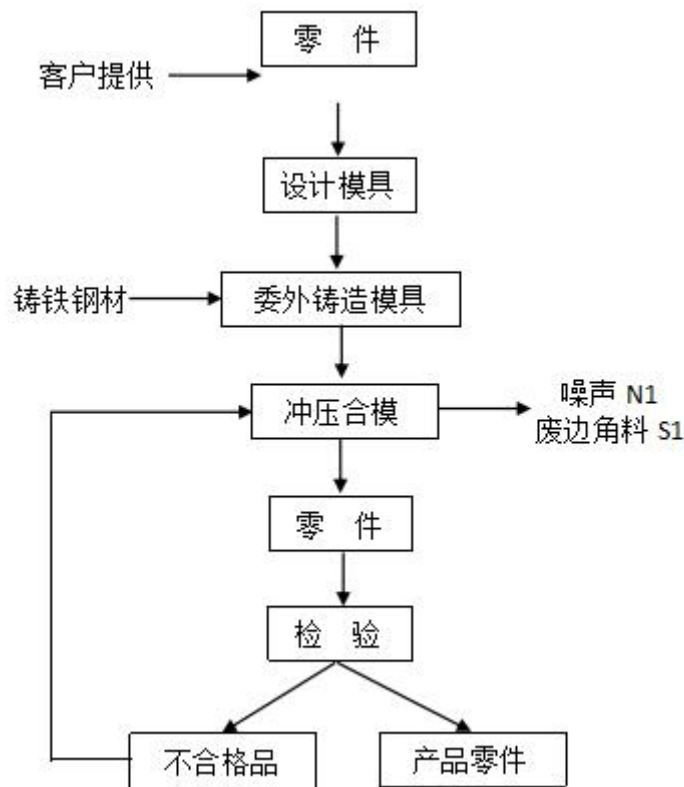 零 件
客户提供
设计模具
铸铁钢材
委外铸造模具
冲压合模
噪声 N1
废边角料 S1
零 件
检 验
不合格品
产品零件